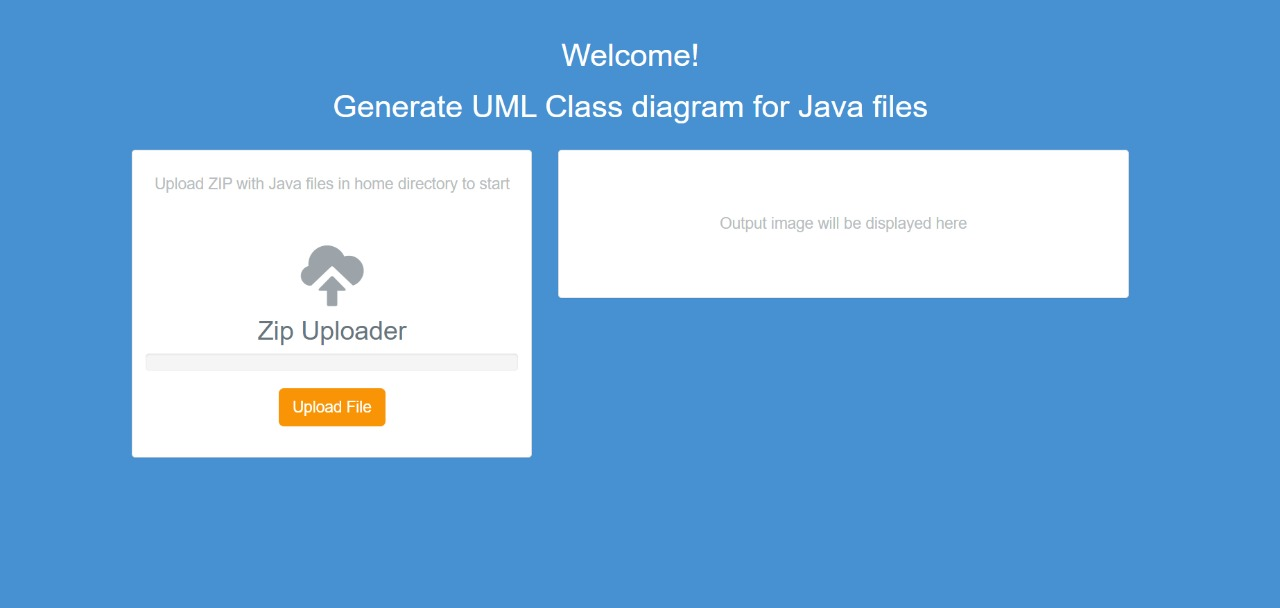 Welcome!
Generate UML Class diagram for Java files
Upload ZIP with Java files in home directory to start
Zip Uploader
Upload File
Output image will be displayed here